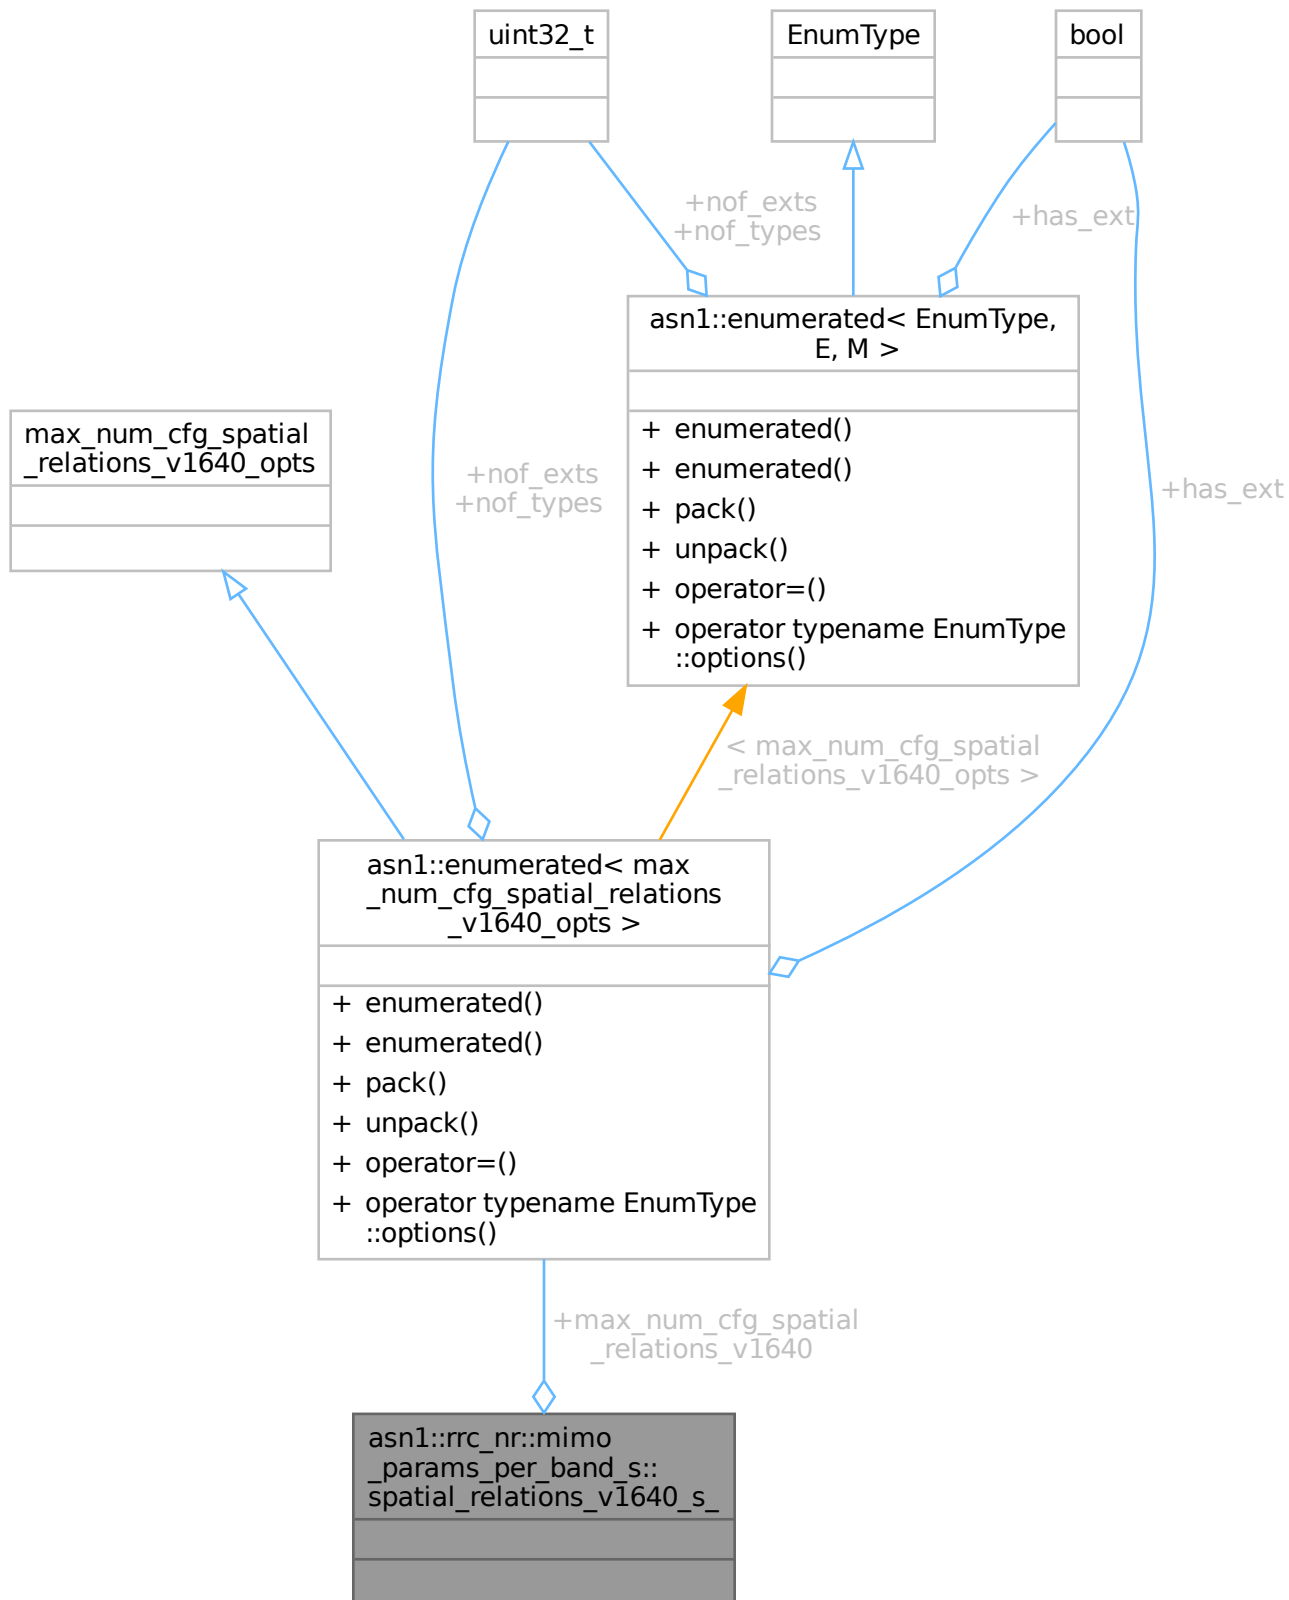 uint32_t
EnumType
bool
+nof_exts
+nof_types
+has_ext
asn1::enumerated< EnumType,
E, M >
+ enumerated()
+ enumerated()
+ pack()
+ unpack()
+ operator=()
+ operator typename EnumType
::options()
max_num_cfg_spatial
_relations_v1640_opts
+nof_exts
+nof_types
+has_ext
< max_num_cfg_spatial
_relations_v1640_opts >
asn1::enumerated< max
_num_cfg_spatial_relations
_v1640_opts >
+ enumerated()
+ enumerated()
+ pack()
+ unpack()
+ operator=()
+ operator typename EnumType
::options()
+max_num_cfg_spatial
_relations_v1640
asn1::rrc_nr::mimo
_params_per_band_s::
spatial_relations_v1640_s_